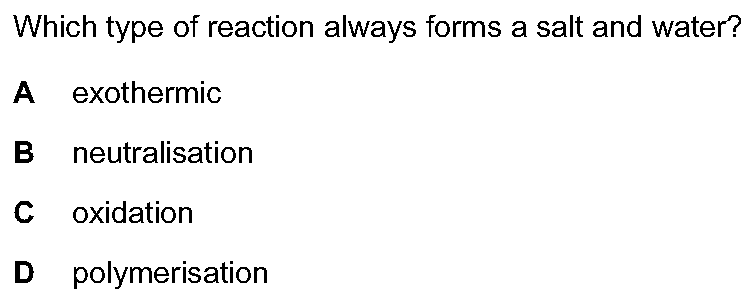 Which type of reaction always forms a salt and water?
A exothermic
B neutralisation
C oxidation
D polymerisation